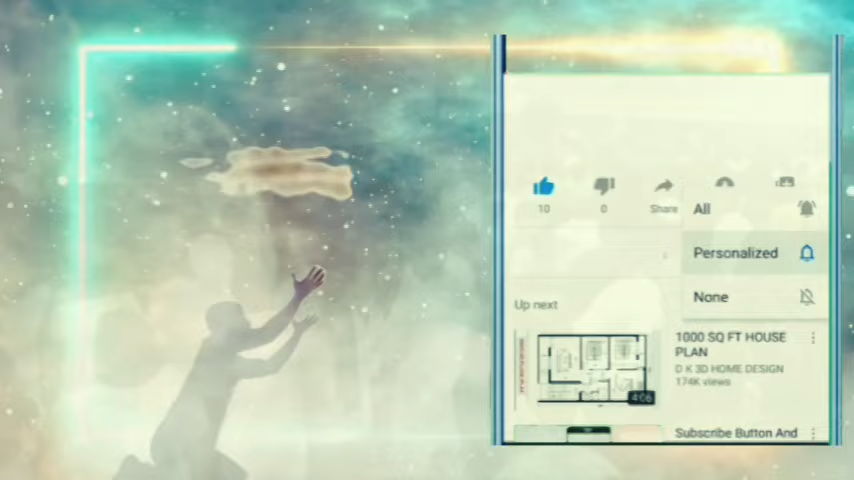 10
0
Share
All
Personalized
None
Up next
1000 SQ FT HOUSE
PLAN
D K 3D HOME DESIGN
174K views
4:06
Subscribe Button And